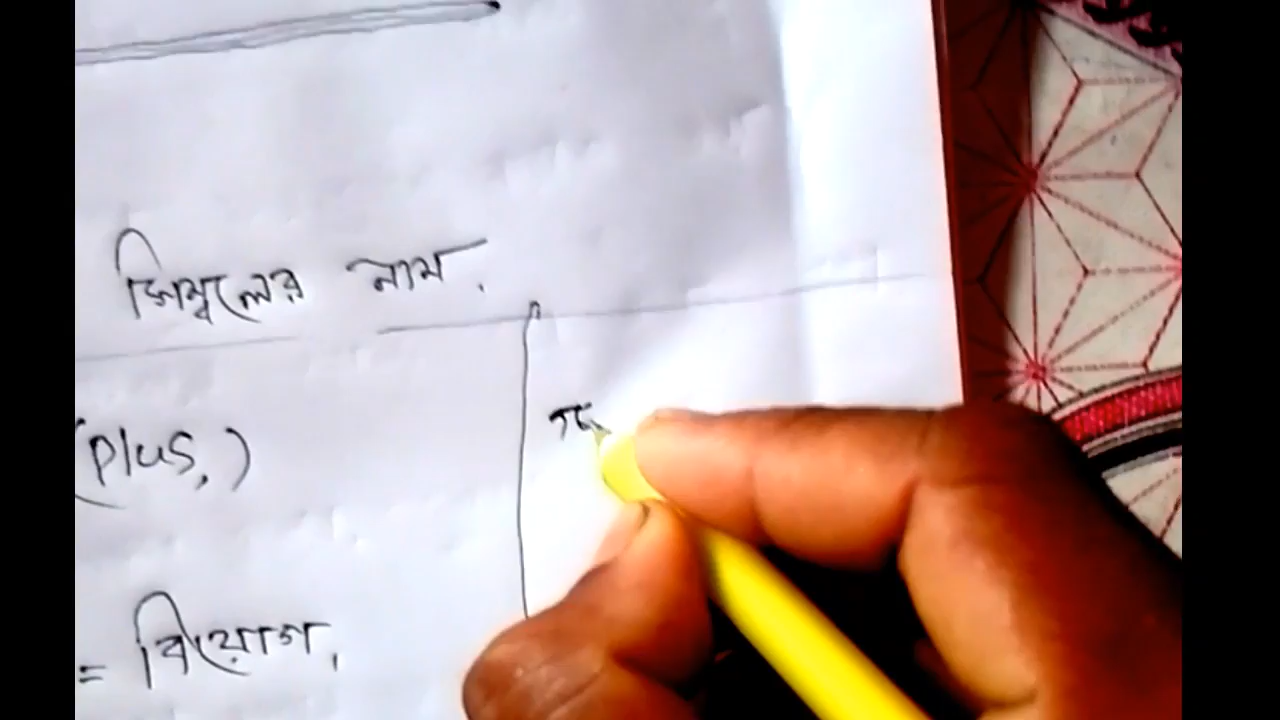 সিম্বলের নাম.
(Plus,)
= বিয়োগ,